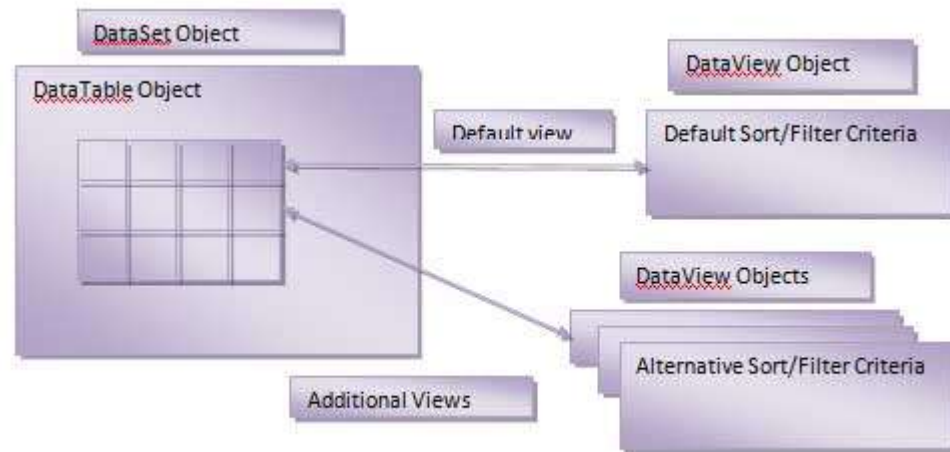 DataSet Object
DataTable Object
DataView Object
Default view
Default Sort/Filter Criteria
DataView Objects
Alternative Sort/Filter Criteria
Additional Views